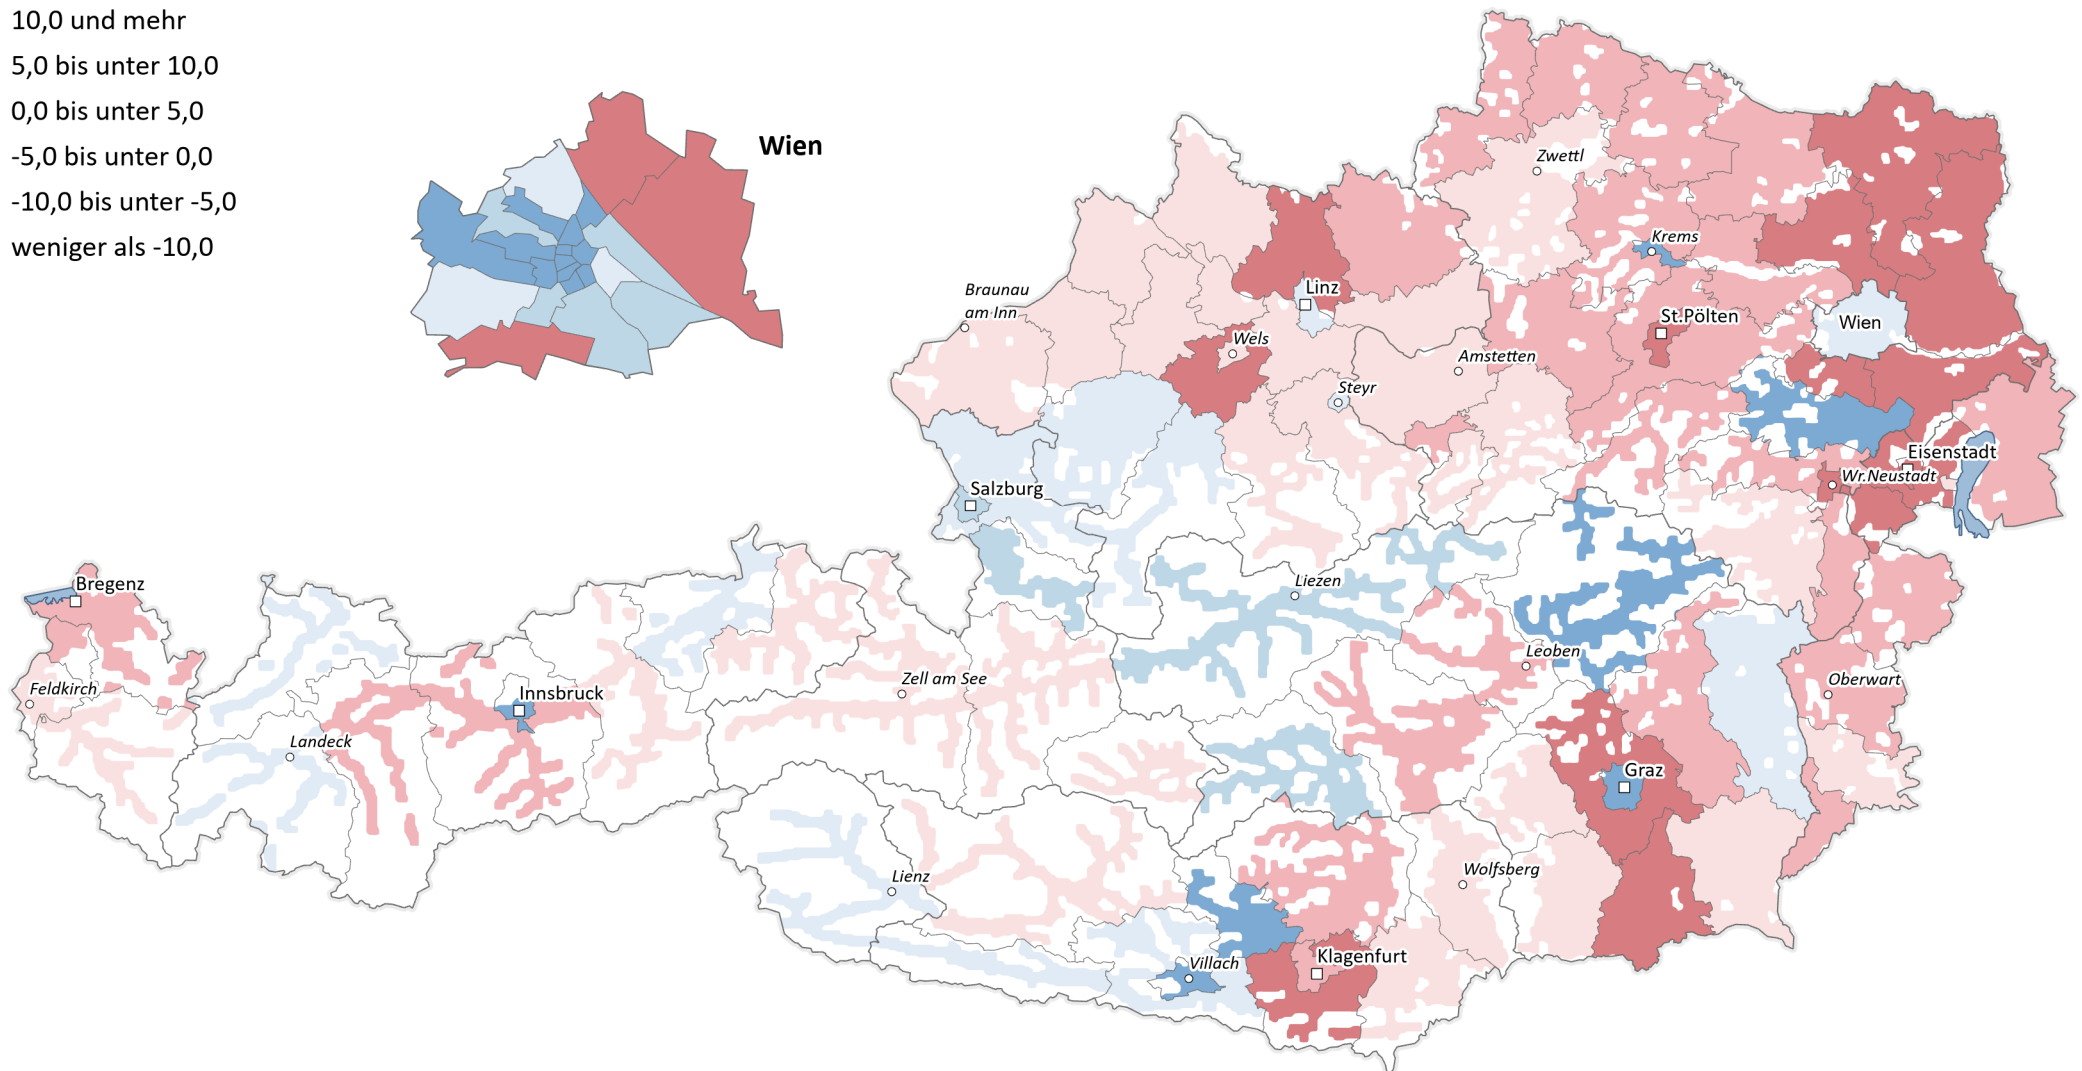 10,0 und mehr
5,0 bis unter 10,0
0,0 bis unter 5,0
-5,0 bis unter 0,0
-10,0 bis unter -5,0
weniger als -10,0
Wien
Zwettl
Krems
Braunau
am Inn
Linz
St.Pölten
Wien
Wels
Amstetten
Steyr
Eisenstadt
Wr.Neustadt
Salzburg
Bregenz
Liezen
Leoben
Feldkirch
Innsbruck
Zell am See
Oberwart
Landeck
Graz
Lienz
Wolfsberg
Villach
Klagenfurt